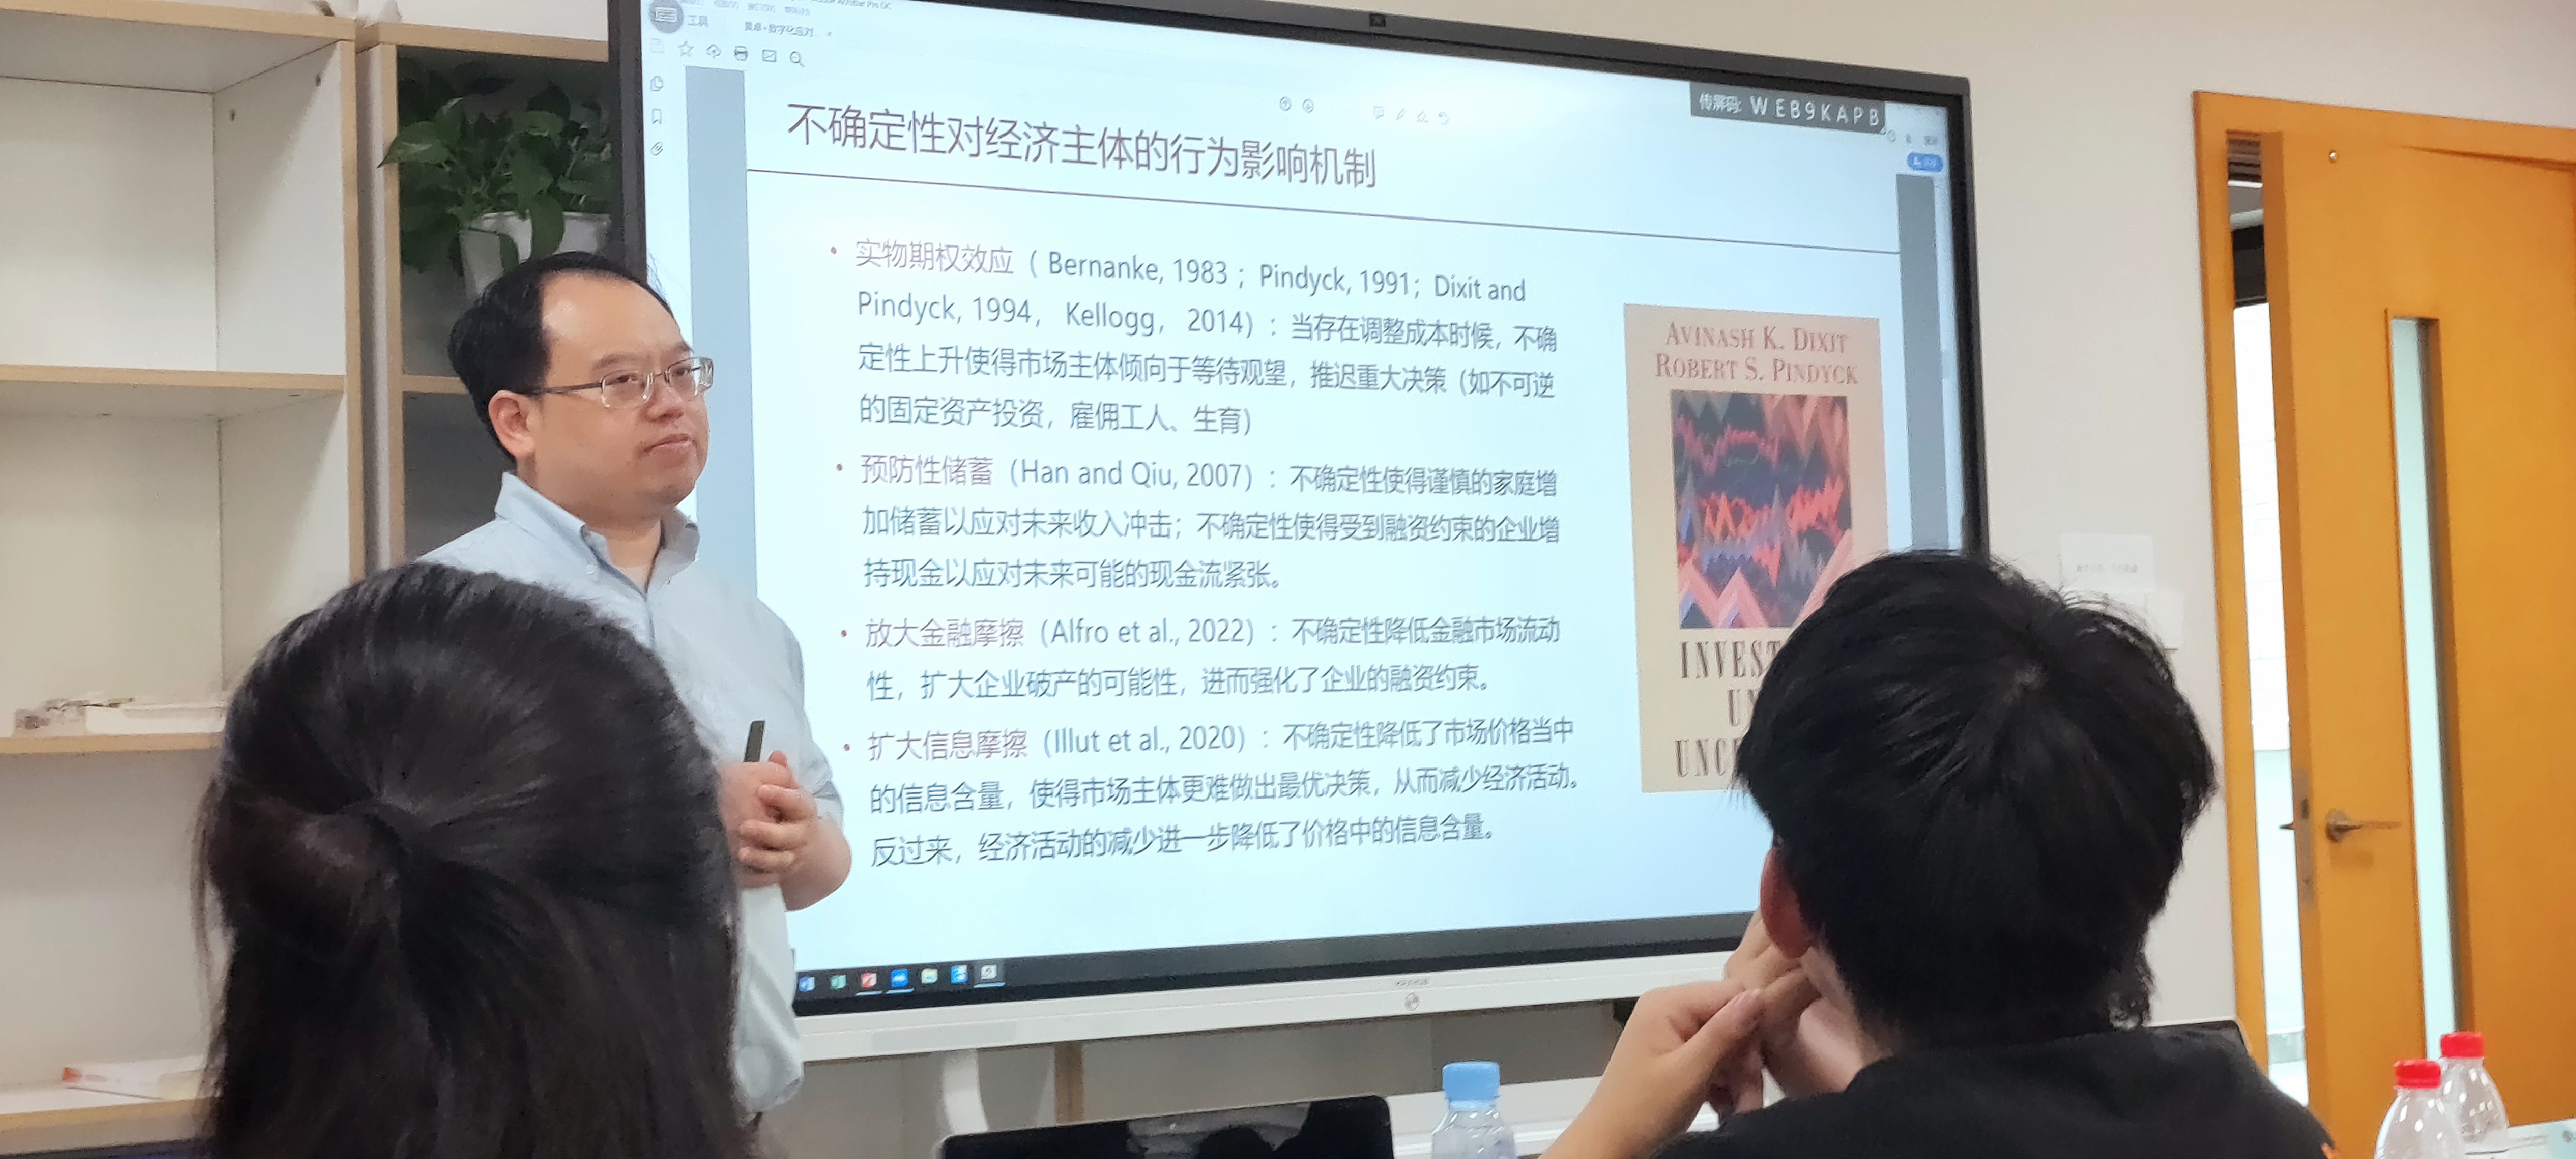 工具
传屏码: WEB9KAPB
不确定性对经济主体的行为影响机制
• 实物期权效应（ Bernanke, 1983； Pindyck, 1991；Dixit and
Pindyck, 1994， Kellogg， 2014）：当存在调整成本时候，不确
定性上升使得市场主体倾向于等待观望，推迟重大决策（如不可逆
的固定资产投资，雇佣工人、生育）
• 预防性储蓄（Han and Qiu, 2007）：不确定性使得谨慎的家庭增
加储蓄以应对未来收入冲击；不确定性使得受到融资约束的企业增
持现金以应对未来可能的现金流紧张。
• 放大金融摩擦（Alfro et al., 2022）：不确定性降低金融市场流动
性，扩大企业破产的可能性，进而强化了企业的融资约束。
• 扩大信息摩擦（Illut et al., 2020）：不确定性降低了市场价格当中
的信息含量，使得市场主体更难做出最优决策，从而减少经济活动。
反过来，经济活动的减少进一步降低了价格中的信息含量。
AVINASH K. DIXIT
ROBERT S. PINDYCK
INVEST
UN
UNC